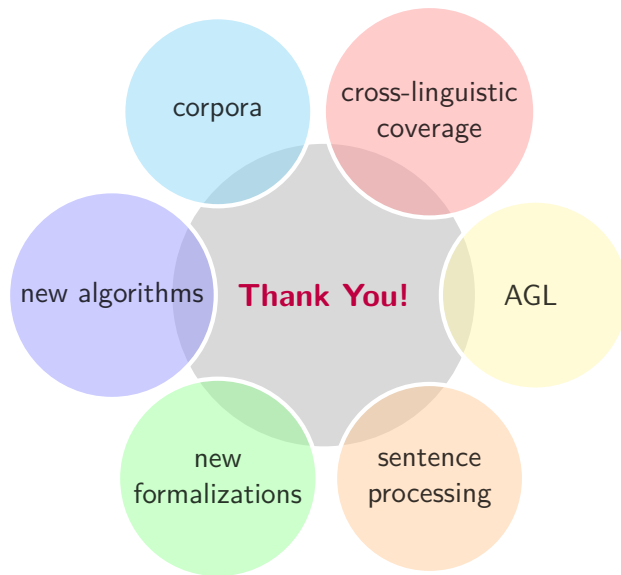 corpora
cross-linguistic
coverage
new algorithms
Thank You!
AGL
new
formalizations
sentence
processing